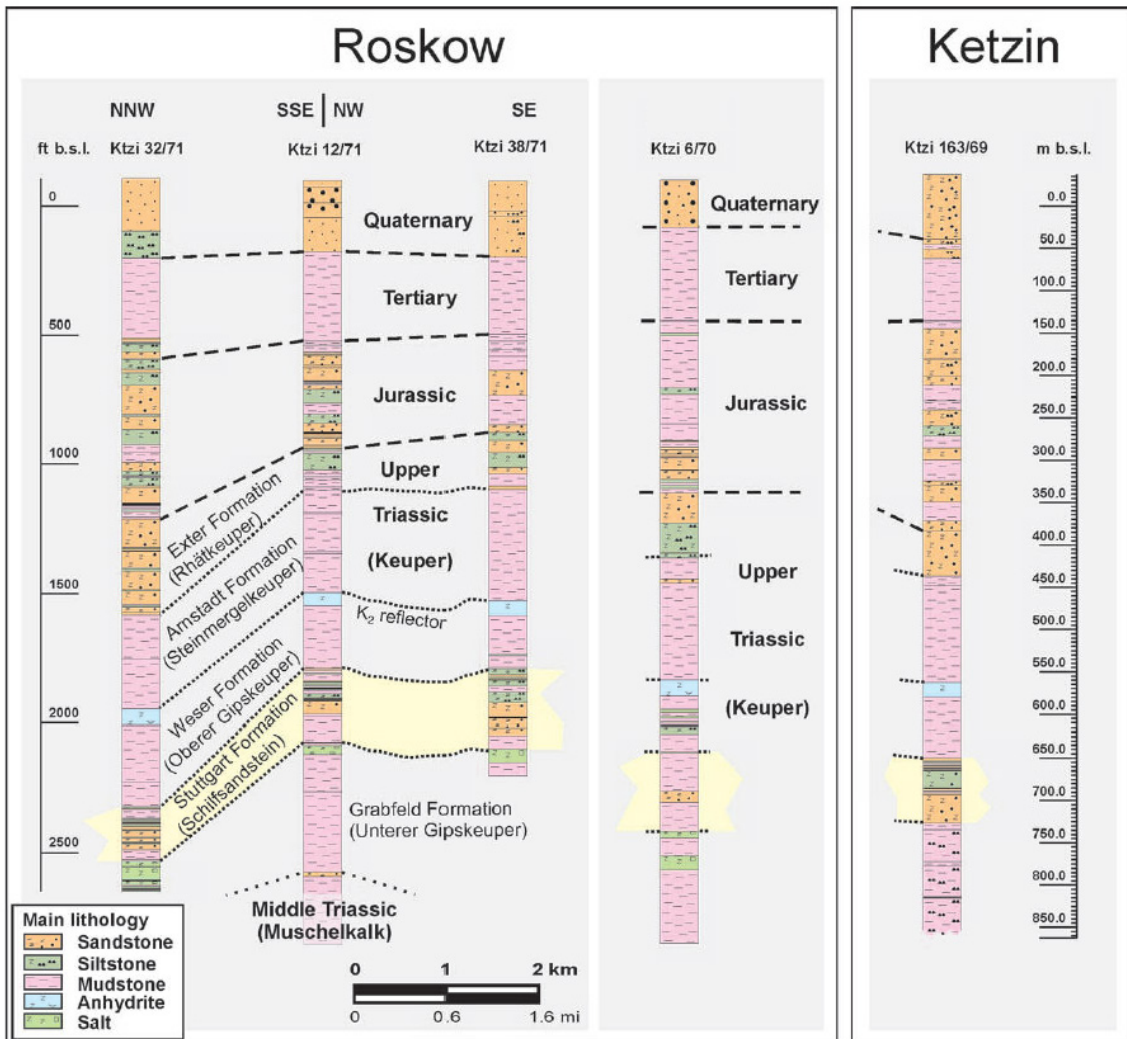 Roskow
Ketzin
NNW
SSE
NW
SE
ft b.s.l.
Ktzi 32/71
Ktzi 12/71
Ktzi 38/71
Ktzi 6/70
Ktzi 163/69
m b.s.l.
0
500
1000
1500
2000
2500
Quaternary
Tertiary
Jurassic
Upper
Triassic
(Keuper)
Exter Formation
(Rhätkeuper)
Arnstadt Formation
(Steinmergelkeuper)
K2 reflector
Weser Formation
(Oberer Gipskeuper)
Stuttgart Formation
(Schilfsandstein)
Grabfeld Formation
(Unterer Gipskeuper)
Middle Triassic
(Muschelkalk)
Quaternary
Tertiary
Jurassic
Upper
Triassic
(Keuper)
0.0
50.0
100.0
150.0
200.0
250.0
300.0
350.0
400.0
450.0
500.0
550.0
600.0
650.0
700.0
750.0
800.0
850.0
Main lithology
Sandstone
Siltstone
Mudstone
Anhydrite
Salt
0 1 2 km
0 0.6 1.6 mi